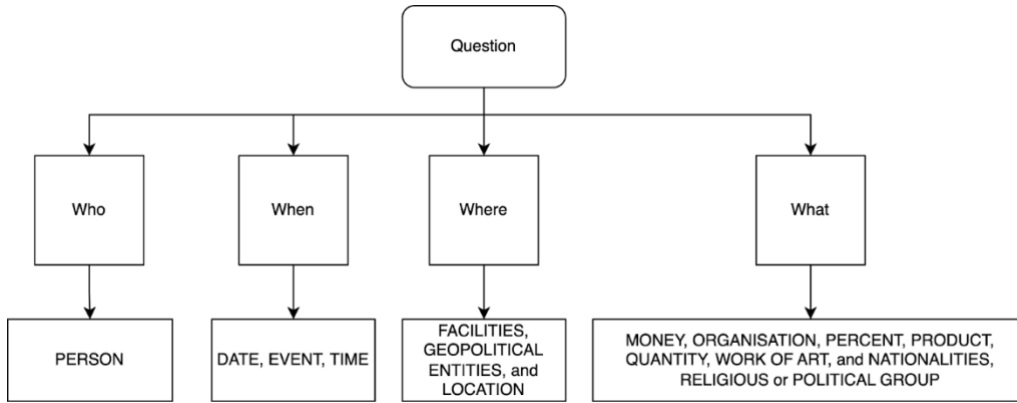 Question
Who
When
Where
What
PERSON
DATE, EVENT, TIME
FACILITIES,
GEOPOLITICAL
ENTITIES, and
LOCATION
MONEY, ORGANISATION, PERCENT, PRODUCT,
QUANTITY, WORK OF ART, and NATIONALITIES,
RELIGIOUS or POLITICAL GROUP